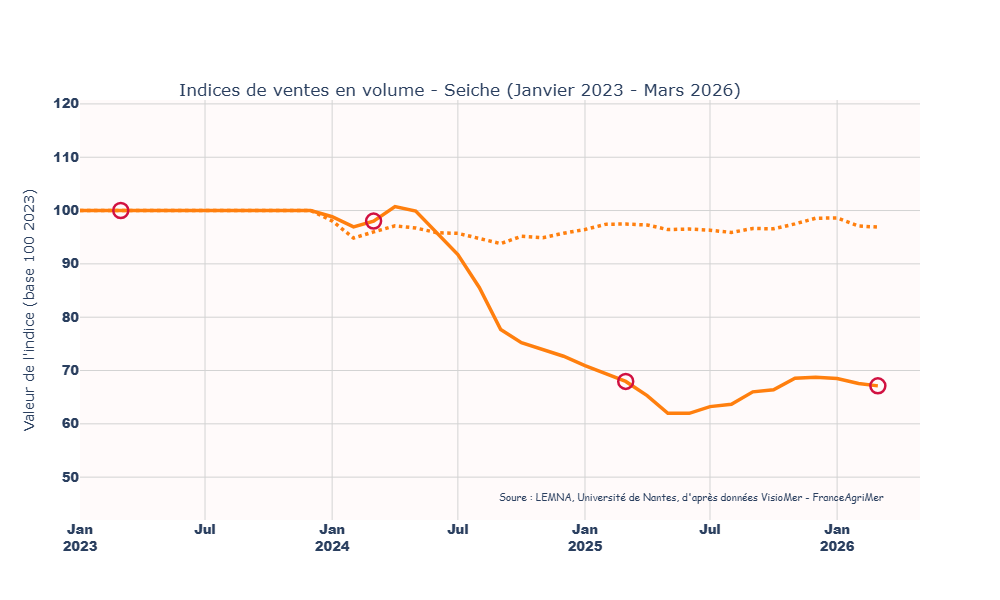 Indices de ventes en volume - Seiche (Janvier 2023 - Mars 2026)
Valeur de l'indice (base 100 2023)
120
110
100
90
80
70
60
50
Soure : LEMNA, Université de Nantes, d'après données VisioMer - FranceAgriMer
Jan Jul Jan Jul Jan Jul Jan
2023 2024 2025 2026